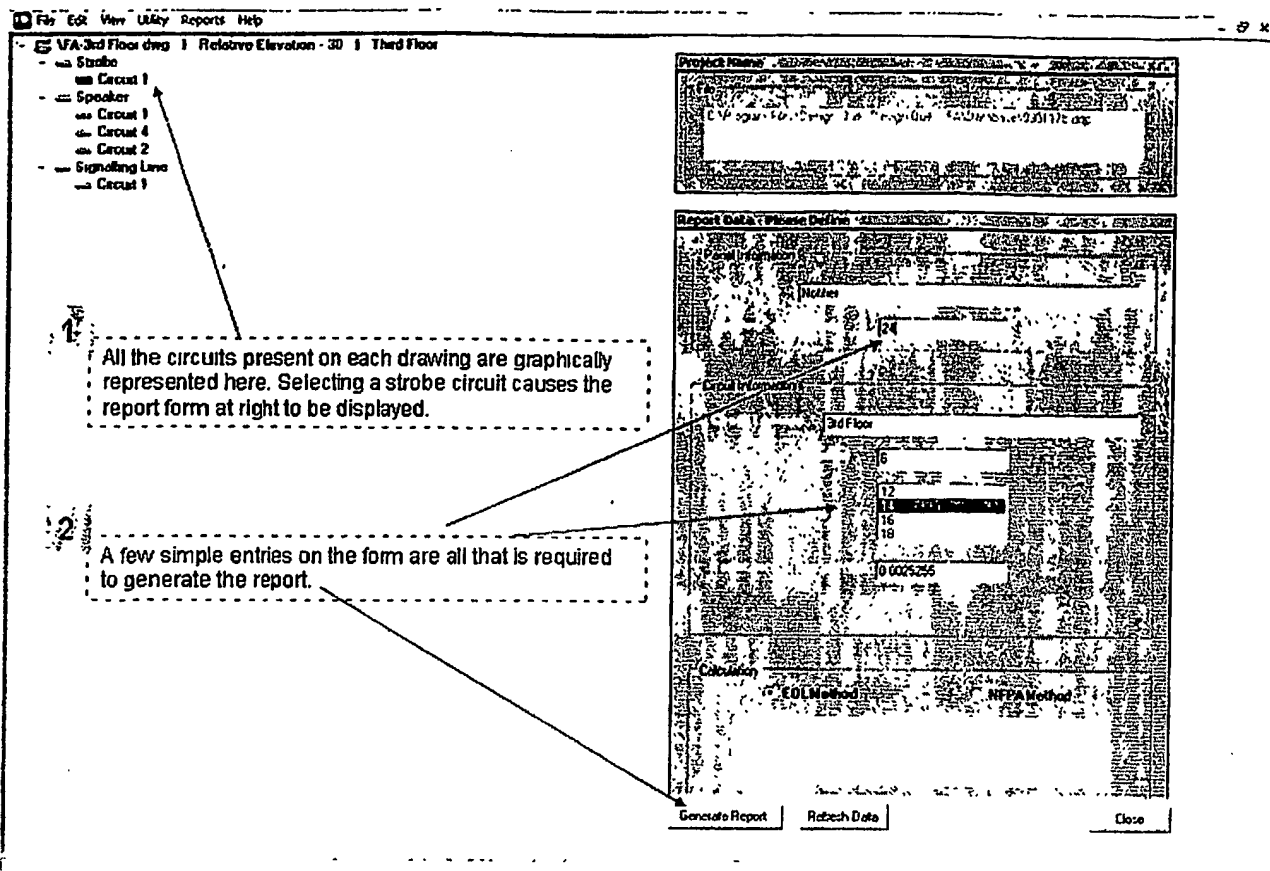 File Edit View Utility Reports Help
\FA-3rd Floor dwg | Relative Elevation - 30 | Third Floor
Strobe
Circuit 1
Speaker
Circuit 1
Circuit 4
Circuit 2
Signaling Line
Circuit 1
Project Name
File
Report Data - Please Define
Panel Information
Notifier
24
Circuit Information
3rd Floor
6
12
14
16
18
0.0025255
Calculation
EOL Method
NFPA Method
Generate Report
Refresh Data
Close
1
All the circuits present on each drawing are graphically
represented here. Selecting a strobe circuit causes the
report form at right to be displayed.
2
A few simple entries on the form are all that is required
to generate the report.